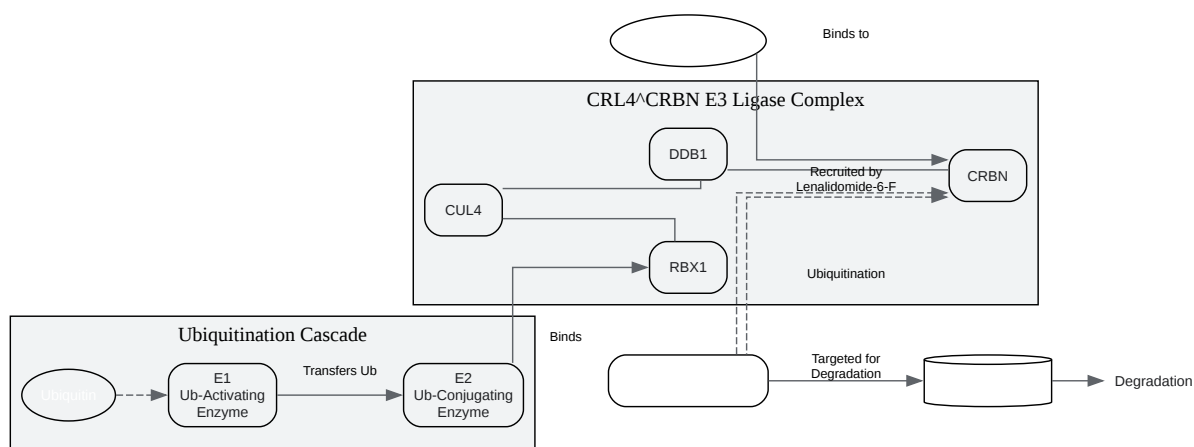 Binds to
CRL4^CRBN E3 Ligase Complex
DDB1
Recruited by
Lenalidomide-6-F
CRBN
CUL4
RBX1
Ubiquitination
Ubiquitination Cascade
Binds
E1
Ub-Activating
Enzyme
Transfers Ub
E2
Ub-Conjugating
Enzyme
Ubiquitin
Targeted for
Degradation
Degradation